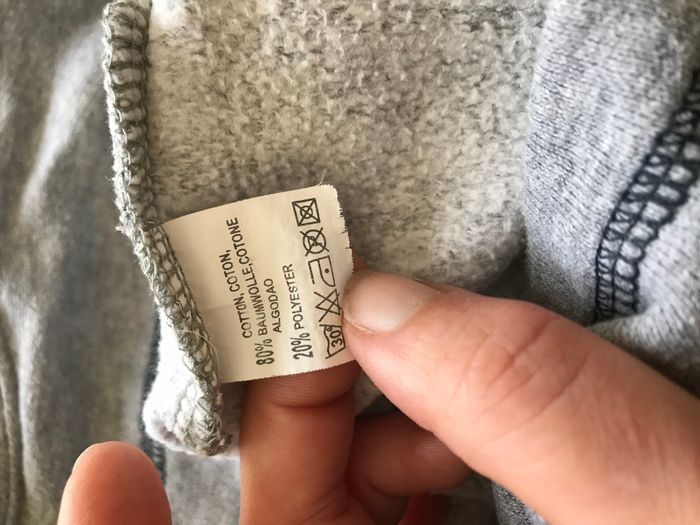 COTTON, COTON,
80% BAUMWOLLE,COTONE
ALGODAO
20% POLYESTER
30°